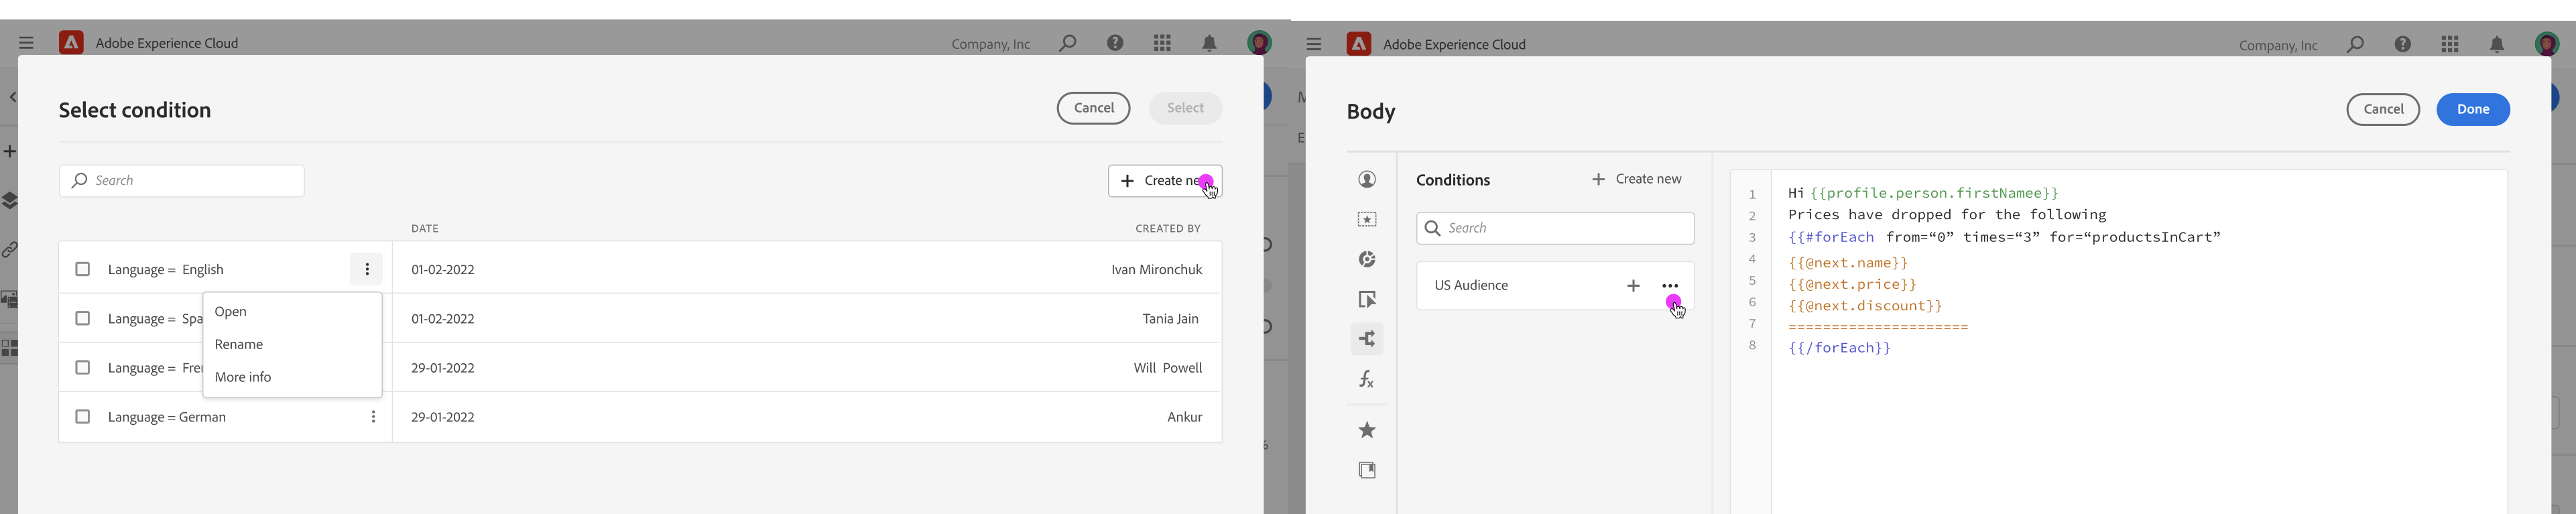 Adobe Experience Cloud
Company, Inc
Select condition
Cancel
Select
Search
Create ne
DATE
CREATED BY
Language = English
01-02-2022
Ivan Mironchuk
Open
Language = Spa
01-02-2022
Tania Jain
Rename
Language = Fre
29-01-2022
Will Powell
More info
Language = German
29-01-2022
Ankur
%
Adobe Experience Cloud
Company, Inc
M
E
Body
Cancel
Done
Conditions
Create new
Search
US Audience
fx
1 Hi {{profile.person.firstNamee}}
2 Prices have dropped for the following
3 {{#forEach from=“0” times=“3” for=“productsInCart”
4 {{@next.name}}
5 {{@next.price}}
6 {{@next.discount}}
7 =====================
8 {{/forEach}}